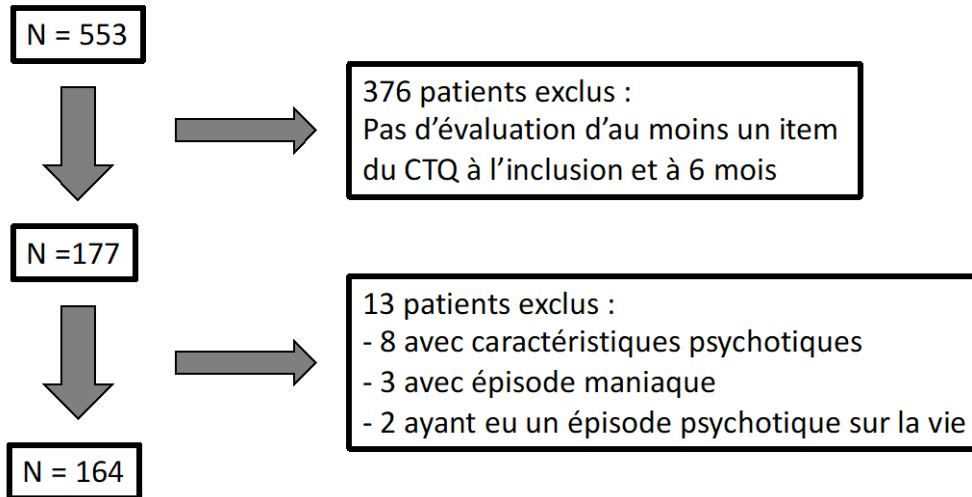 N = 553
376 patients exclus :
Pas d’évaluation d’au moins un item
du CTQ à l’inclusion et à 6 mois
N =177
13 patients exclus :
- 8 avec caractéristiques psychotiques
- 3 avec épisode maniaque
- 2 ayant eu un épisode psychotique sur la vie
N = 164